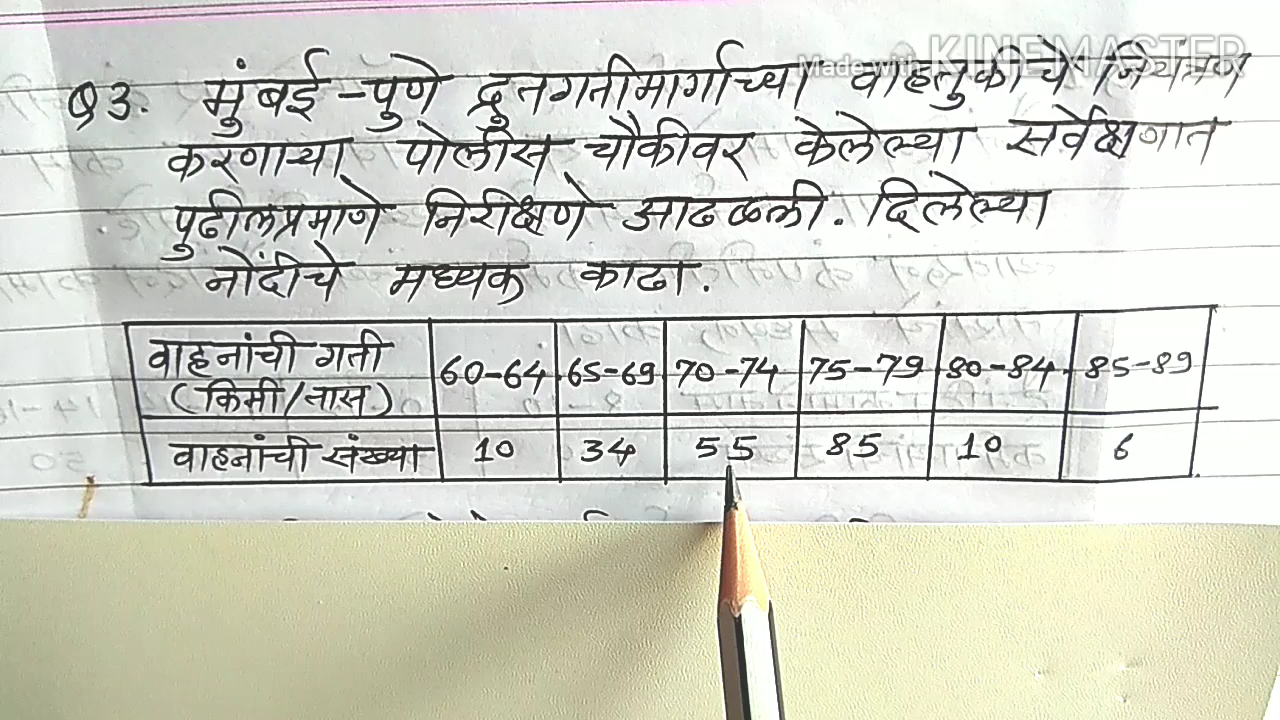 Made with KINEMASTER
Q3. मुंबई-पुणे द्रुतगतीमार्गाच्या वाहतुकीचे नियंत्रण
करणाऱ्या पोलीस चौकीवर केलेल्या सर्वेक्षणात
पुढीलप्रमाणे निरीक्षणे आढळली. दिलेल्या
नोंदीचे मध्यक काढा.
वाहनांची गती (किमी/तास) 60-64 65-69 70-74 75-79 80-84 85-89
वाहनांची संख्या 10 34 55 85 10 6